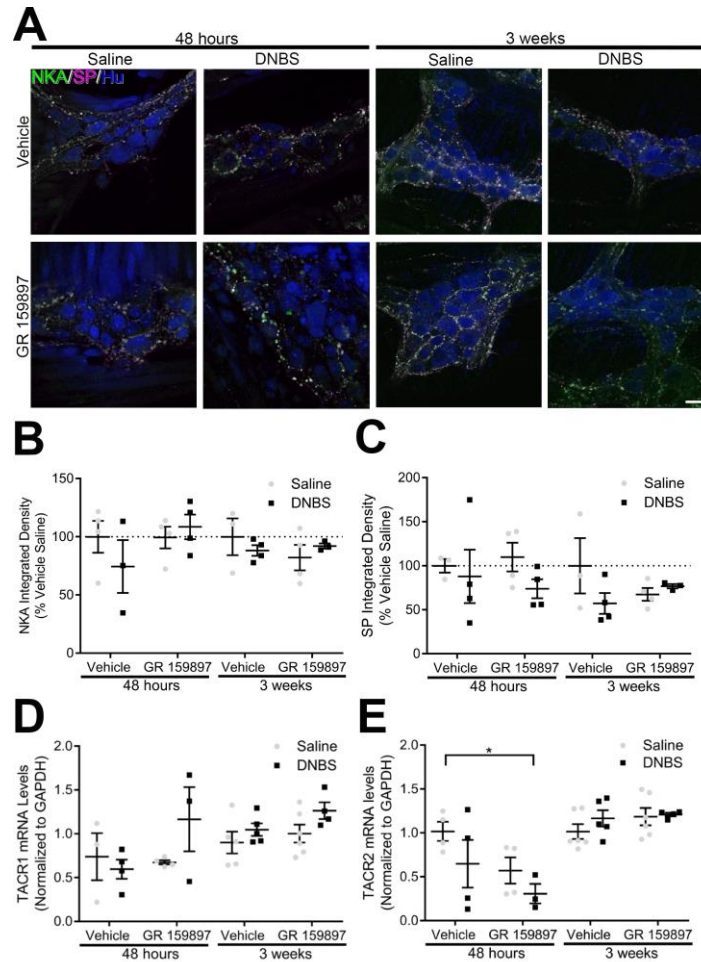 A
48 hours
3 weeks
Saline
DNBS
Saline
DNBS
NKA/SP/Hu
Vehicle
GR 159897
B
NKA Integrated Density
(% Vehicle Saline)
150
100
50
0
Saline
DNBS
Vehicle
GR 159897
Vehicle
GR 159897
48 hours
3 weeks
C
SP Integrated Density
(% Vehicle Saline)
200
150
100
50
0
Saline
DNBS
Vehicle
GR 159897
Vehicle
GR 159897
48 hours
3 weeks
D
TACR1 mRNA Levels
(Normalized to GAPDH)
2.0
1.5
1.0
0.5
0.0
Saline
DNBS
Vehicle
GR 159897
Vehicle
GR 159897
48 hours
3 weeks
E
TACR2 mRNA levels
(Normalized to GAPDH)
2.0
1.5
1.0
0.5
0.0
*
Saline
DNBS
Vehicle
GR 159897
Vehicle
GR 159897
48 hours
3 weeks